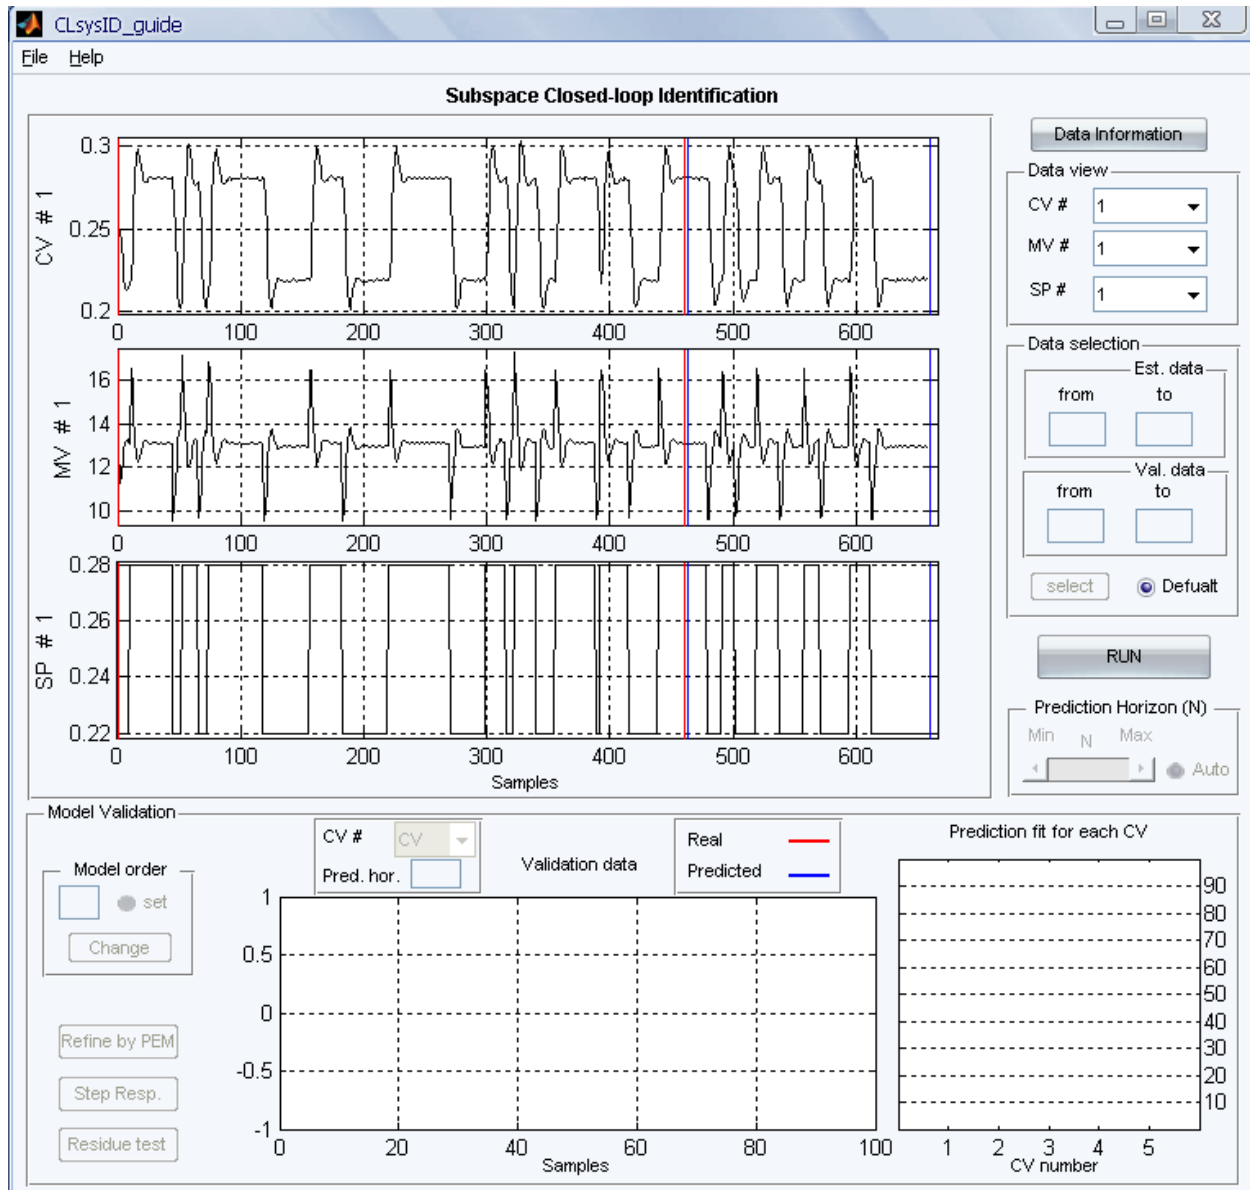 CLsysID_guide
File Help
Subspace Closed-loop Identification
CV # 1
0.3
0.25
0.2
0 100 200 300 400 500 600
MV # 1
16
14
12
10
0 100 200 300 400 500 600
SP # 1
0.28
0.26
0.24
0.22
0 100 200 300 400 500 600
Samples
Data Information
Data view
CV # 1
MV # 1
SP # 1
Data selection
Est. data
from to
Val. data
from to
select Defualt
RUN
Prediction Horizon (N)
Min N Max
Auto
Model Validation
Model order
set
Change
Refine by PEM
Step Resp.
Residue test
CV # CV
Pred. hor.
Validation data
Real
Predicted
1
0.5
0
-0.5
-1
0 20 40 60 80 100
Samples
Prediction fit for each CV
90
80
70
60
50
40
30
20
10
1 2 3 4 5
CV number